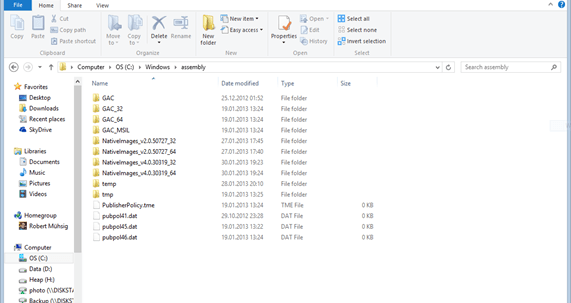 File Home Share View
Copy Paste Cut Copy path Paste shortcut Move to Copy to Delete Rename New folder New item Easy access Properties Open Edit History Select all Select none Invert selection
Clipboard Organize New Open Select
Computer OS (C:) Windows assembly Search assembly
Name Date modified Type Size
Favorites
Desktop
Downloads
Recent places
SkyDrive
Libraries
Documents
Music
Pictures
Videos
Homegroup
Robert Mühsig
Computer
OS (C:)
Data (D:)
Heap (H:)
photo (\\DISKSTA
Backup (\\DISKSTA
GAC 25.12.2012 01:52 File folder
GAC_32 19.01.2013 13:24 File folder
GAC_64 19.01.2013 13:24 File folder
GAC_MSIL 19.01.2013 13:24 File folder
NativeImages_v2.0.50727_32 27.01.2013 17:45 File folder
NativeImages_v2.0.50727_64 27.01.2013 17:40 File folder
NativeImages_v4.0.30319_32 30.01.2013 19:23 File folder
NativeImages_v4.0.30319_64 30.01.2013 19:24 File folder
temp 28.01.2013 20:10 File folder
tmp 19.01.2013 13:25 File folder
PublisherPolicy.tme 19.01.2013 13:24 TME File 0 KB
pubpol41.dat 29.10.2012 23:28 DAT File 0 KB
pubpol45.dat 19.01.2013 13:22 DAT File 0 KB
pubpol46.dat 19.01.2013 13:24 DAT File 0 KB